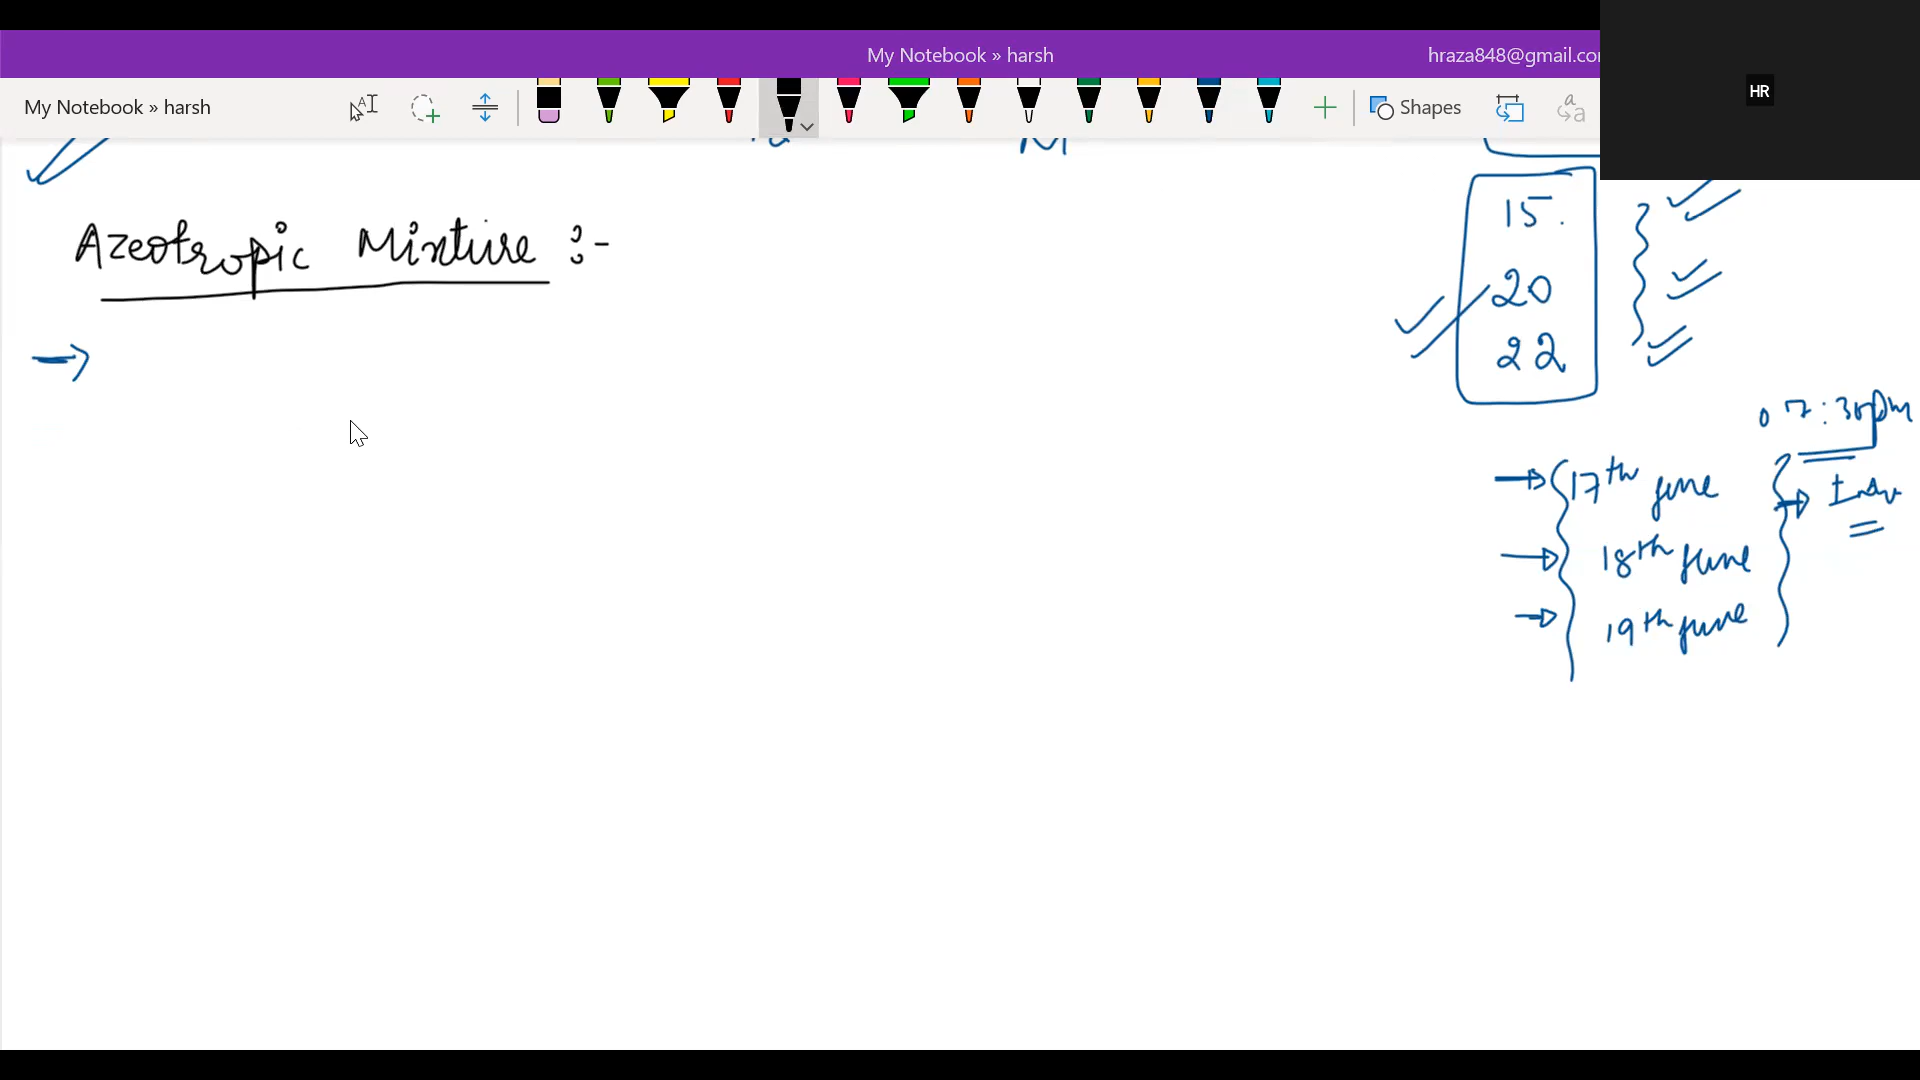 My Notebook » harsh
hraza848@gmail.co
My Notebook » harsh
Shapes
HR
Azeotropic Mixture :-
15.
20
22
07:30pm
17th june
18th june
19th june